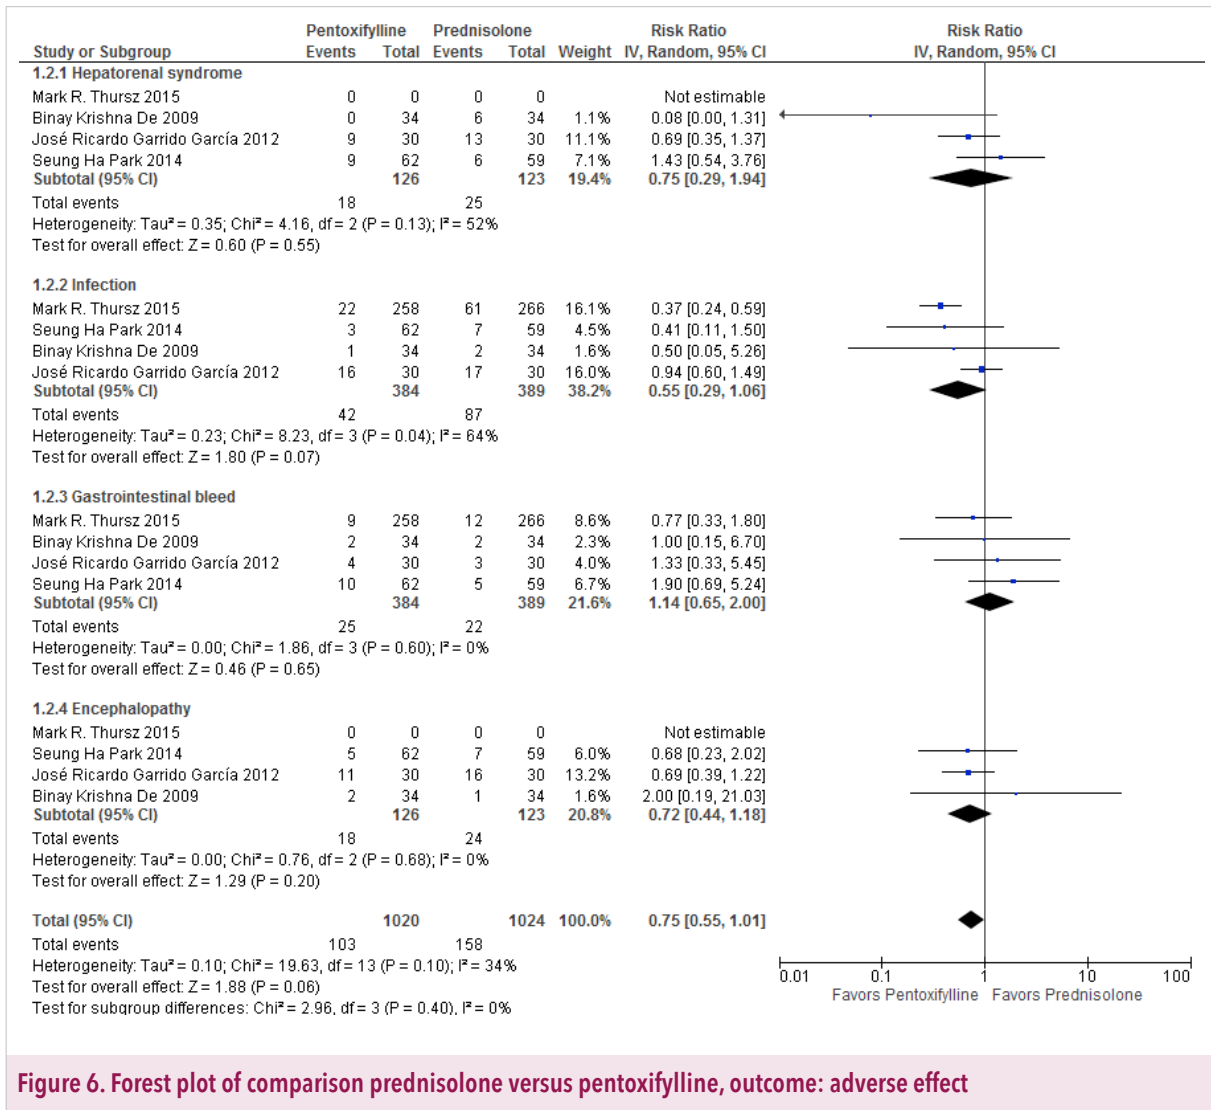 Pentoxifylline Prednisolone Risk Ratio Risk Ratio
Study or Subgroup Events Total Events Total Weight IV, Random, 95% CI IV, Random, 95% CI
1.2.1 Hepatorenal syndrome
Mark R. Thursz 2015 0 0 0 0 Not estimable
Binay Krishna De 2009 0 34 6 34 1.1% 0.08 [0.00, 1.31]
José Ricardo Garrido García 2012 9 30 13 30 11.1% 0.69 [0.35, 1.37]
Seung Ha Park 2014 9 62 6 59 7.1% 1.43 [0.54, 3.76]
Subtotal (95% CI) 126 123 19.4% 0.75 [0.29, 1.94]
Total events 18 25
Heterogeneity: Tau² = 0.35; Chi² = 4.16, df = 2 (P = 0.13); I² = 52%
Test for overall effect: Z = 0.60 (P = 0.55)
1.2.2 Infection
Mark R. Thursz 2015 22 258 61 266 16.1% 0.37 [0.24, 0.59]
Seung Ha Park 2014 3 62 7 59 4.5% 0.41 [0.11, 1.50]
Binay Krishna De 2009 1 34 2 34 1.6% 0.50 [0.05, 5.26]
José Ricardo Garrido García 2012 16 30 17 30 16.0% 0.94 [0.60, 1.49]
Subtotal (95% CI) 384 389 38.2% 0.55 [0.29, 1.06]
Total events 42 87
Heterogeneity: Tau² = 0.23; Chi² = 8.23, df = 3 (P = 0.04); I² = 64%
Test for overall effect: Z = 1.80 (P = 0.07)
1.2.3 Gastrointestinal bleed
Mark R. Thursz 2015 9 258 12 266 8.6% 0.77 [0.33, 1.80]
Binay Krishna De 2009 2 34 2 34 2.3% 1.00 [0.15, 6.70]
José Ricardo Garrido García 2012 4 30 3 30 4.0% 1.33 [0.33, 5.45]
Seung Ha Park 2014 10 62 5 59 6.7% 1.90 [0.69, 5.24]
Subtotal (95% CI) 384 389 21.6% 1.14 [0.65, 2.00]
Total events 25 22
Heterogeneity: Tau² = 0.00; Chi² = 1.86, df = 3 (P = 0.60); I² = 0%
Test for overall effect: Z = 0.46 (P = 0.65)
1.2.4 Encephalopathy
Mark R. Thursz 2015 0 0 0 0 Not estimable
Seung Ha Park 2014 5 62 7 59 6.0% 0.68 [0.23, 2.02]
José Ricardo Garrido García 2012 11 30 16 30 13.2% 0.69 [0.39, 1.22]
Binay Krishna De 2009 2 34 1 34 1.6% 2.00 [0.19, 21.03]
Subtotal (95% CI) 126 123 20.8% 0.72 [0.44, 1.18]
Total events 18 24
Heterogeneity: Tau² = 0.00; Chi² = 0.76, df = 2 (P = 0.68); I² = 0%
Test for overall effect: Z = 1.29 (P = 0.20)
Total (95% CI) 1020 1024 100.0% 0.75 [0.55, 1.01]
Total events 103 158
Heterogeneity: Tau² = 0.10; Chi² = 19.63, df = 13 (P = 0.10); I² = 34%
Test for overall effect: Z = 1.88 (P = 0.06)
Test for subgroup differences: Chi² = 2.96, df = 3 (P = 0.40), I² = 0%
0.01 0.1 1 10 100
Favors Pentoxifylline Favors Prednisolone
Figure 6. Forest plot of comparison prednisolone versus pentoxifylline, outcome: adverse effect